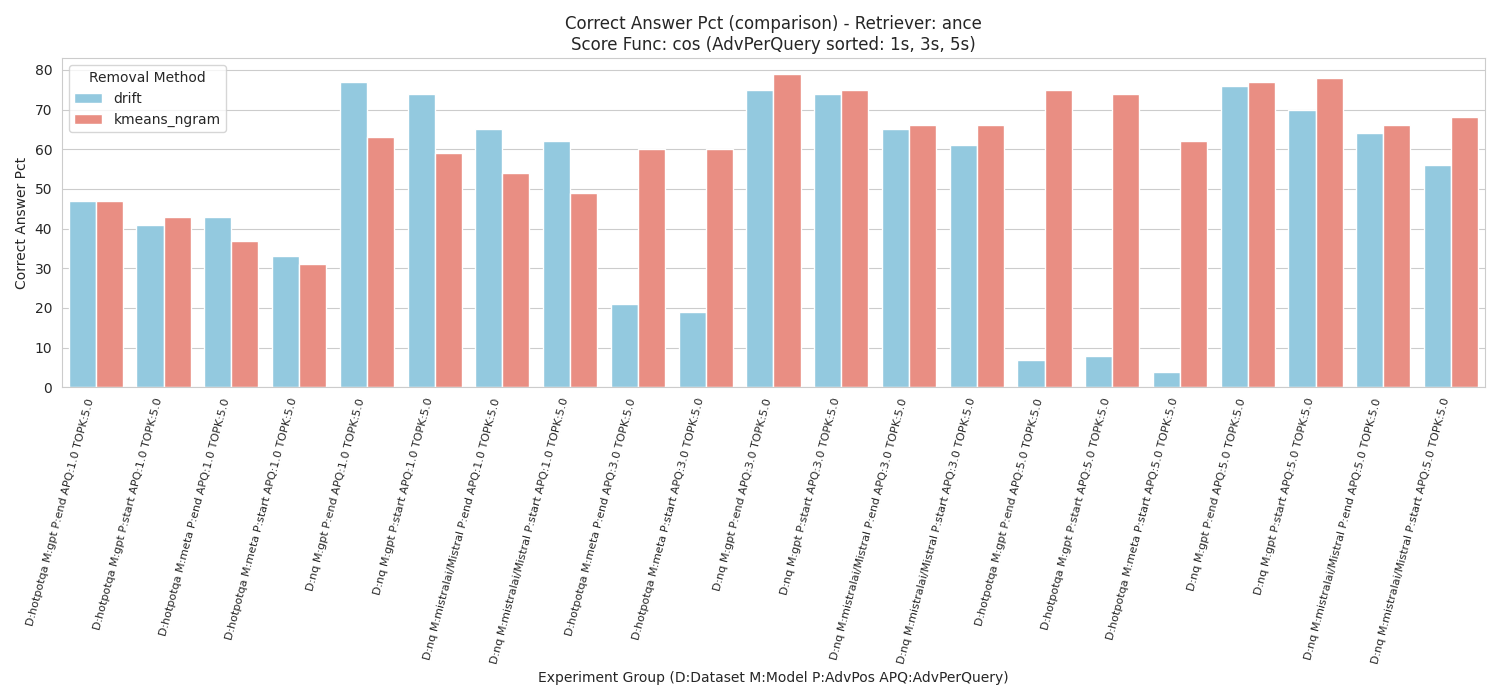 Correct Answer Pct (comparison) - Retriever: ance
Score Func: cos (AdvPerQuery sorted: 1s, 3s, 5s)
Removal Method
drift
kmeans_ngram
Correct Answer Pct
80
70
60
50
40
30
20
10
0
D:hotpotqa M:gpt P:end APQ:1.0 TOPK:5.0
D:hotpotqa M:gpt P:start APQ:1.0 TOPK:5.0
D:hotpotqa M:meta P:end APQ:1.0 TOPK:5.0
D:hotpotqa M:meta P:start APQ:1.0 TOPK:5.0
D:nq M:gpt P:end APQ:1.0 TOPK:5.0
D:nq M:gpt P:start APQ:1.0 TOPK:5.0
D:nq M:mistralai/Mistral P:end APQ:1.0 TOPK:5.0
D:nq M:mistralai/Mistral P:start APQ:1.0 TOPK:5.0
D:hotpotqa M:meta P:end APQ:3.0 TOPK:5.0
D:hotpotqa M:meta P:start APQ:3.0 TOPK:5.0
D:nq M:gpt P:end APQ:3.0 TOPK:5.0
D:nq M:gpt P:start APQ:3.0 TOPK:5.0
D:nq M:mistralai/Mistral P:end APQ:3.0 TOPK:5.0
D:nq M:mistralai/Mistral P:start APQ:3.0 TOPK:5.0
D:hotpotqa M:gpt P:end APQ:5.0 TOPK:5.0
D:hotpotqa M:gpt P:start APQ:5.0 TOPK:5.0
D:hotpotqa M:meta P:start APQ:5.0 TOPK:5.0
D:nq M:gpt P:end APQ:5.0 TOPK:5.0
D:nq M:gpt P:start APQ:5.0 TOPK:5.0
D:nq M:mistralai/Mistral P:end APQ:5.0 TOPK:5.0
D:nq M:mistralai/Mistral P:start APQ:5.0 TOPK:5.0
Experiment Group (D:Dataset M:Model P:AdvPos APQ:AdvPerQuery)